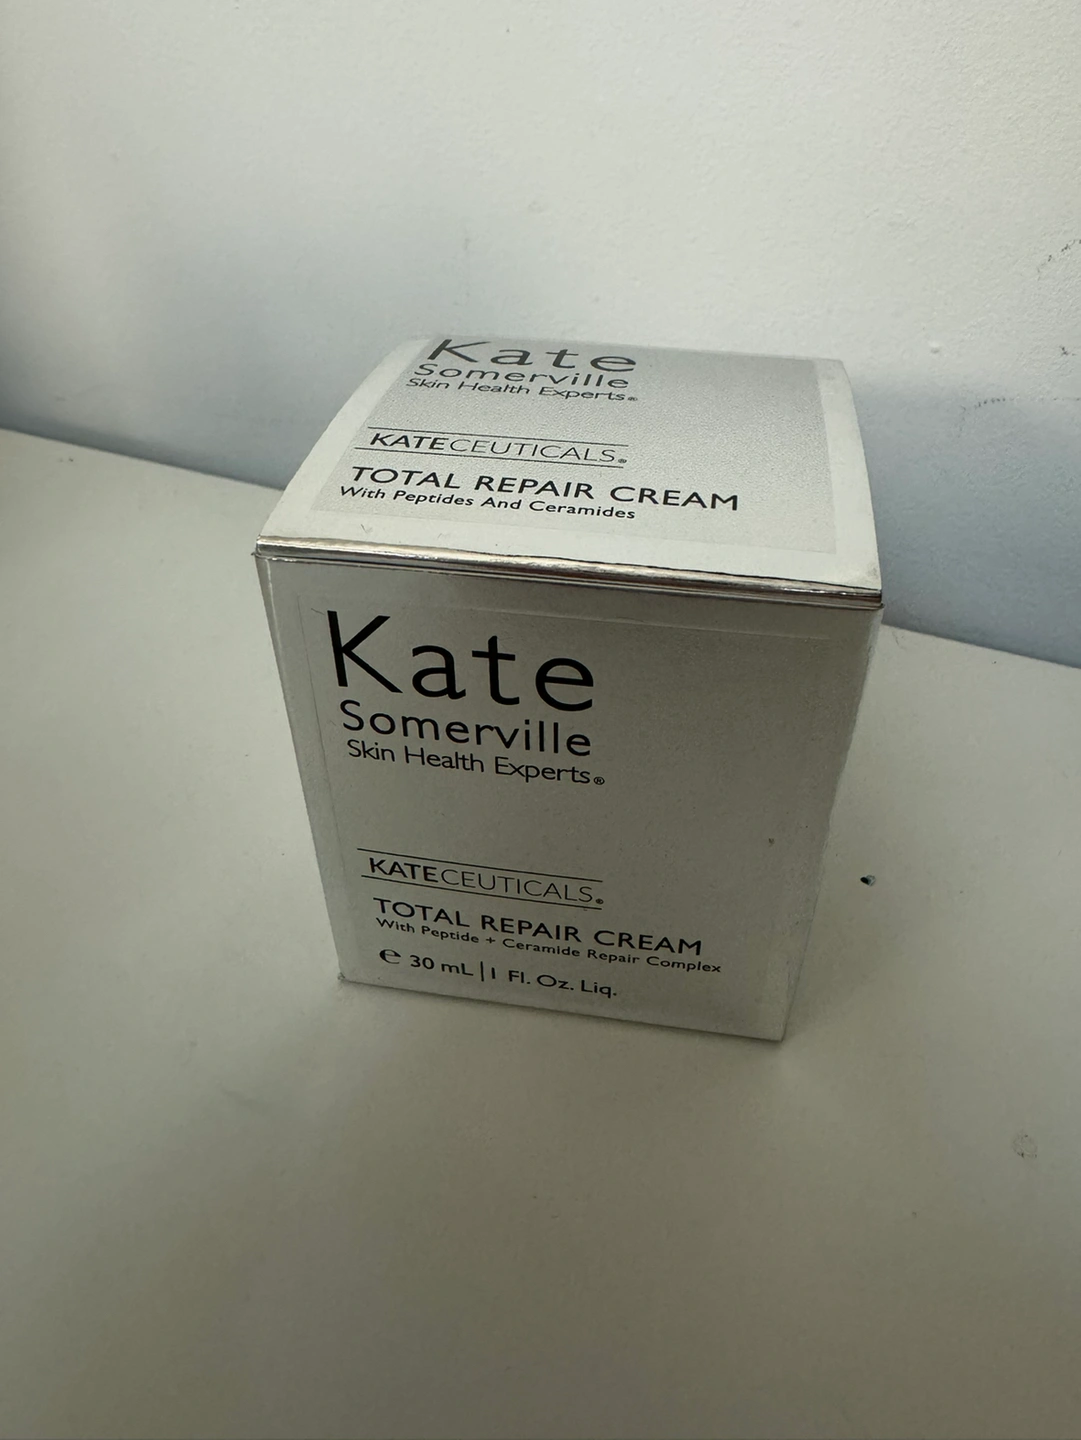 Kate
Somerville
Skin Health Experts®
KATECEUTICALS®
TOTAL REPAIR CREAM
With Peptides And Ceramides
Kate
Somerville
Skin Health Experts®
KATECEUTICALS®
TOTAL REPAIR CREAM
With Peptide + Ceramide Repair Complex
℮ 30 mL | 1 Fl. Oz. Liq.